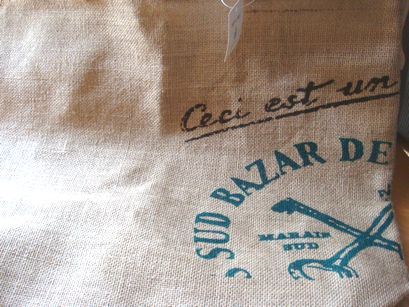 Ceci est un
SUD BAZAR DE
MARAIS
SUD